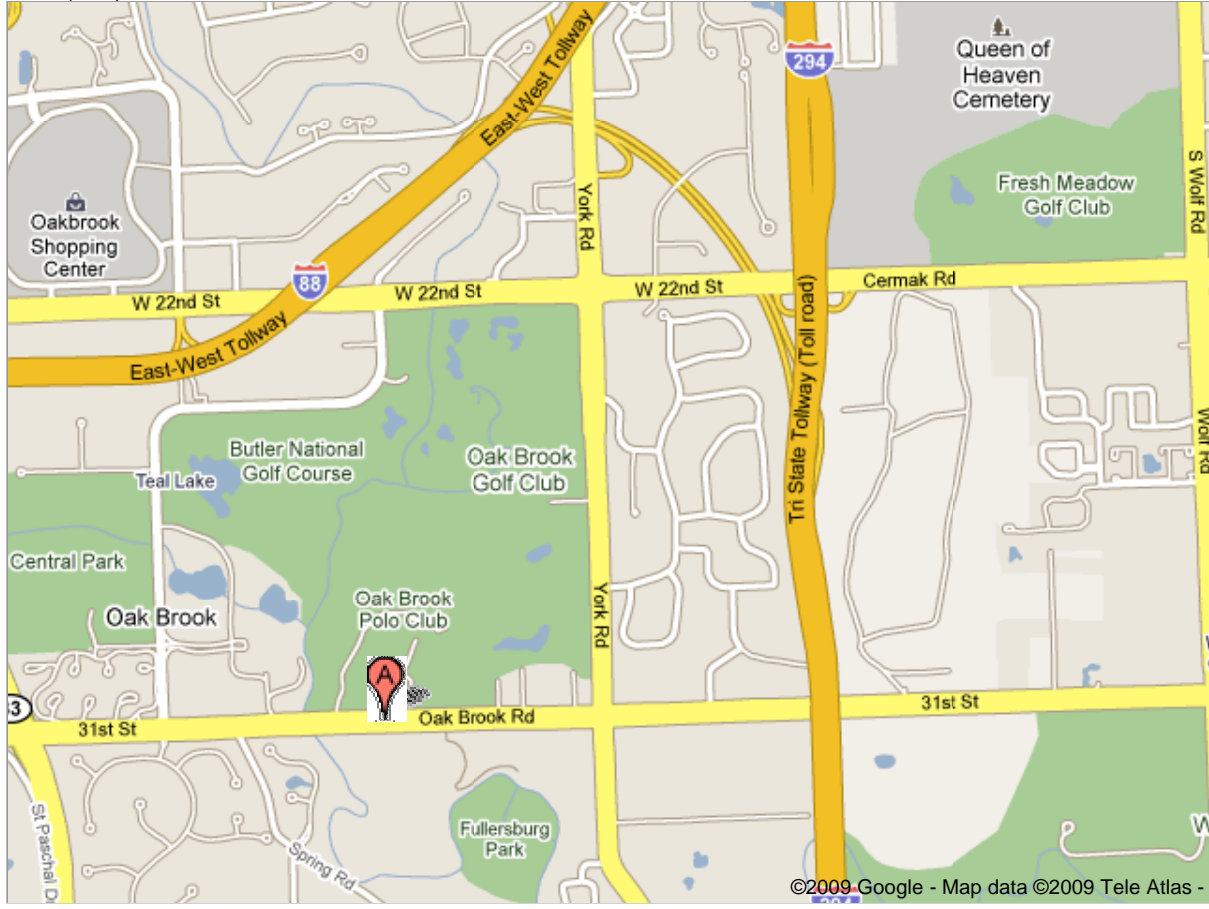 East-West Tollway
294
Queen of
Heaven
Cemetery
S Wolf Rd
Fresh Meadow
Golf Club
York Rd
Oakbrook
Shopping
Center
88
W 22nd St
W 22nd St
W 22nd St
Cermak Rd
East-West Tollway
Tri State Tollway (Toll road)
Wolf Rd
Butler National
Golf Course
Oak Brook
Golf Club
Teal Lake
Central Park
Oak Brook
Oak Brook
Polo Club
York Rd
A
3
31st St
Oak Brook Rd
31st St
St Paschal D
Spring Rd
Fullersburg
Park
W
©2009 Google - Map data ©2009 Tele Atlas -
294